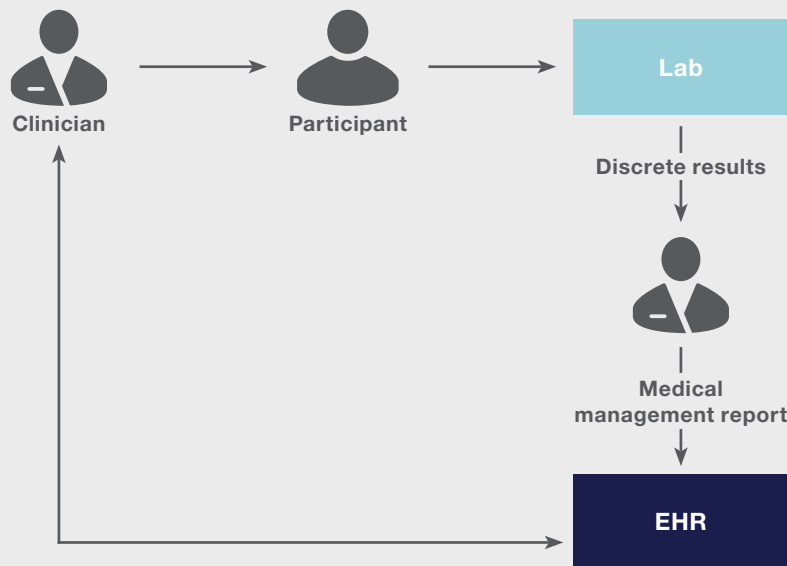 Clinician
Participant
Lab
Discrete results
Medical
management report
EHR